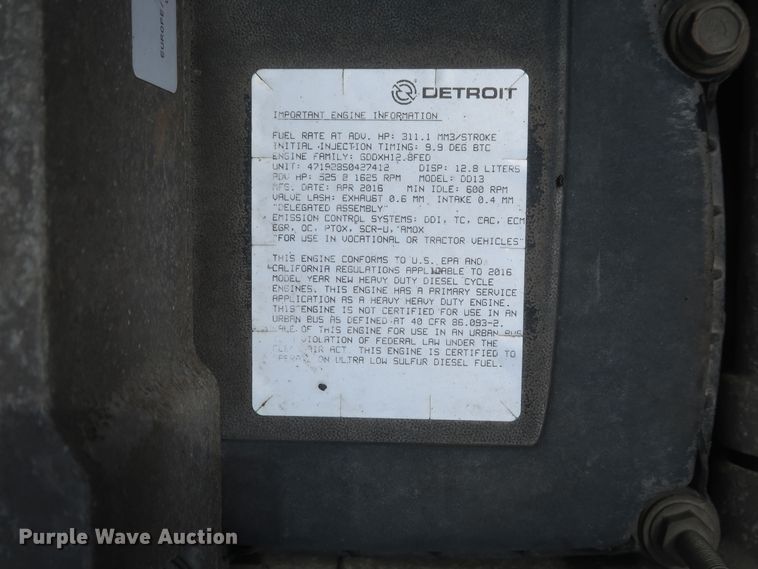 EUROPE/
DETROIT
IMPORTANT ENGINE INFORMATION
FUEL RATE AT ADV. HP: 311.1 MM3/STROKE
INITIAL INJECTION TIMING: 9.9 DEG BTC
ENGINE FAMILY: GDDXH12.8FED
UNIT: 471928S0427412 DISP: 12.8 LITERS
ADV HP: 525 @ 1625 RPM MODEL: DD13
MFG. DATE: APR 2016 MIN IDLE: 600 RPM
VALVE LASH: EXHAUST 0.6 MM INTAKE 0.4 MM
"DELEGATED ASSEMBLY"
EMISSION CONTROL SYSTEMS: DDI, TC, CAC, ECM
EGR, OC, PTOX, SCR-U, AMOX
"FOR USE IN VOCATIONAL OR TRACTOR VEHICLES"
THIS ENGINE CONFORMS TO U.S. EPA AND
CALIFORNIA REGULATIONS APPLICABLE TO 2016
MODEL YEAR NEW HEAVY DUTY DIESEL CYCLE
ENGINES. THIS ENGINE HAS A PRIMARY SERVICE
APPLICATION AS A HEAVY HEAVY DUTY ENGINE.
THIS ENGINE IS NOT CERTIFIED FOR USE IN AN
URBAN BUS AS DEFINED AT 40 CFR 86.093-2.
OF THIS ENGINE FOR USE IN AN URBAN BUS
VIOLATION OF FEDERAL LAW UNDER THE
AIR ACT. THIS ENGINE IS CERTIFIED TO
ON ULTRA LOW SULFUR DIESEL FUEL.
Purple Wave Auction